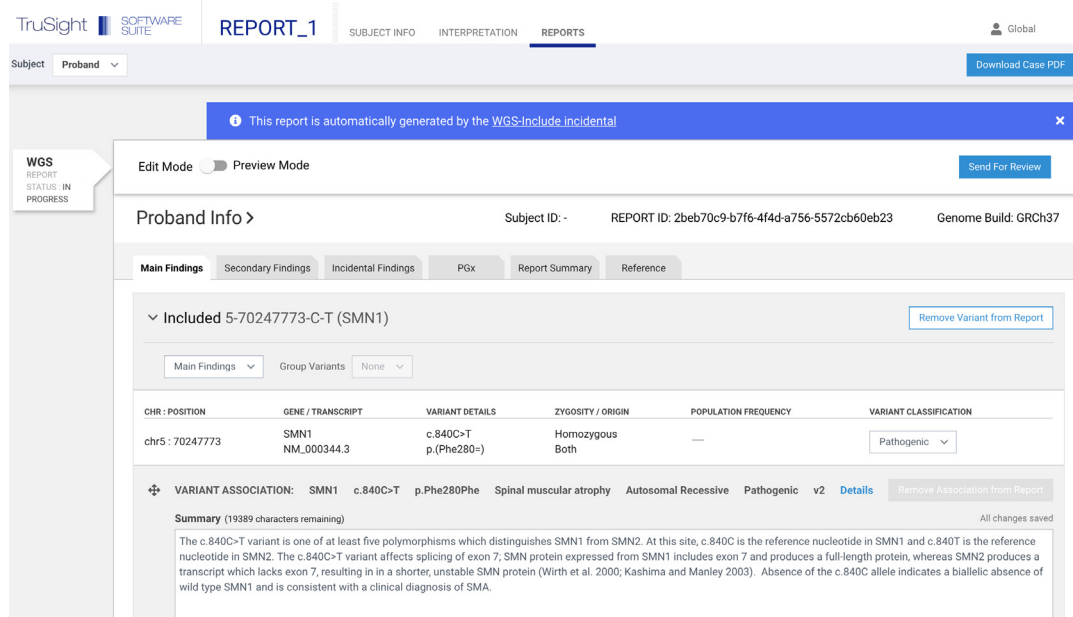 TruSight SOFTWARE SUITE REPORT_1 SUBJECT INFO INTERPRETATION REPORTS Global
Subject Proband Download Case PDF
This report is automatically generated by the WGS-Include incidental
WGS
REPORT
STATUS : IN
PROGRESS
Edit Mode Preview Mode Send For Review
Proband Info > Subject ID: - REPORT ID: 2beb70c9-b7f6-4f4d-a756-5572cb60eb23 Genome Build: GRCh37
Main Findings Secondary Findings Incidental Findings PGx Report Summary Reference
Included 5-70247773-C-T (SMN1) Remove Variant from Report
Main Findings Group Variants None
CHR : POSITION GENE / TRANSCRIPT VARIANT DETAILS ZYGOSITY / ORIGIN POPULATION FREQUENCY VARIANT CLASSIFICATION
chr5 : 70247773 SMN1 c.840C>T Homozygous — Pathogenic
NM_000344.3 p.(Phe280=) Both
VARIANT ASSOCIATION: SMN1 c.840C>T p.Phe280Phe Spinal muscular atrophy Autosomal Recessive Pathogenic v2 Details Remove Association from Report
Summary (19389 characters remaining) All changes saved
The c.840C>T variant is one of at least five polymorphisms which distinguishes SMN1 from SMN2. At this site, c.840C is the reference nucleotide in SMN1 and c.840T is the reference
nucleotide in SMN2. The c.840C>T variant affects splicing of exon 7; SMN protein expressed from SMN1 includes exon 7 and produces a full-length protein, whereas SMN2 produces a
transcript which lacks exon 7, resulting in in a shorter, unstable SMN protein (Wirth et al. 2000; Kashima and Manley 2003). Absence of the c.840C allele indicates a biallelic absence of
wild type SMN1 and is consistent with a clinical diagnosis of SMA.